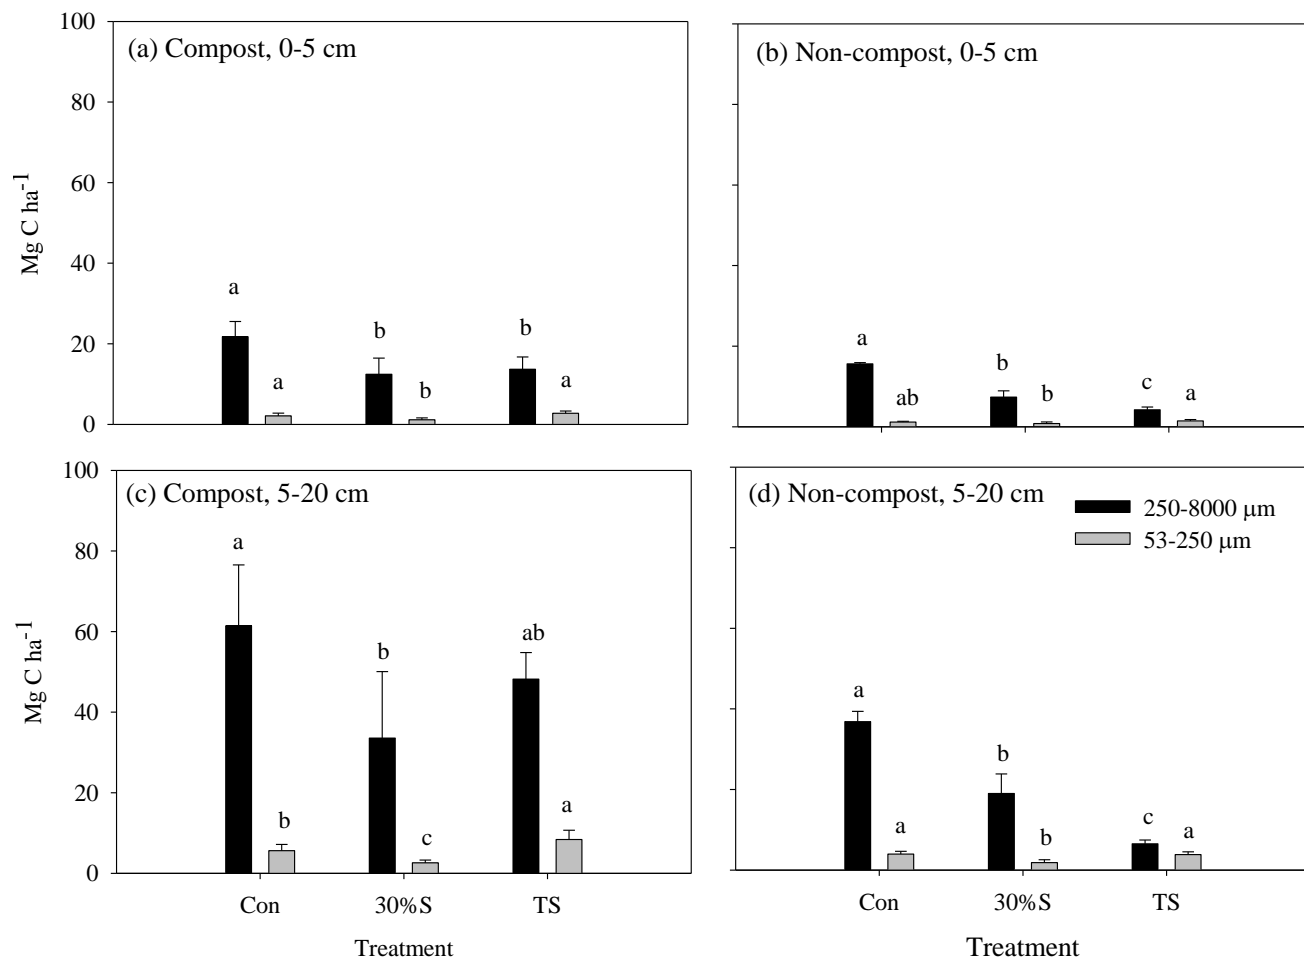 100
80
60
40
20
0
Mg C ha-1
(a) Compost, 0-5 cm
a
a
b
b
b
a
(b) Non-compost, 0-5 cm
a
ab
b
b
c
a
100
80
60
40
20
0
Mg C ha-1
(c) Compost, 5-20 cm
a
b
b
c
ab
a
Con 30%S TS
Treatment
(d) Non-compost, 5-20 cm
250-8000 μm
53-250 μm
a
a
b
b
c
a
Con 30%S TS
Treatment